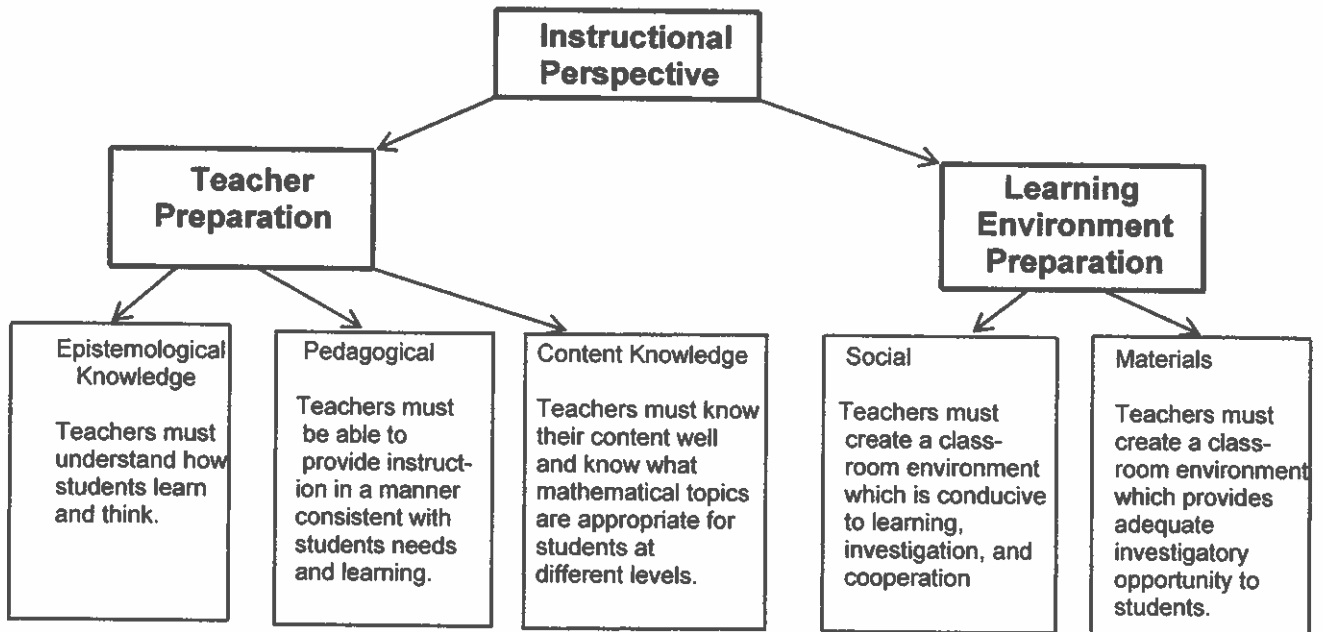 Instructional
Perspective
Teacher
Preparation
Learning
Environment
Preparation
Epistemological
Knowledge
Teachers must
understand how
students learn
and think.
Pedagogical
Teachers must
be able to
provide instruct-
ion in a manner
consistent with
students needs
and learning.
Content Knowledge
Teachers must know
their content well
and know what
mathematical topics
are appropriate for
students at
different levels.
Social
Teachers must
create a class-
room environment
which is conducive
to learning,
investigation, and
cooperation
Materials
Teachers must
create a class-
room environment
which provides
adequate
investigatory
opportunity to
students.